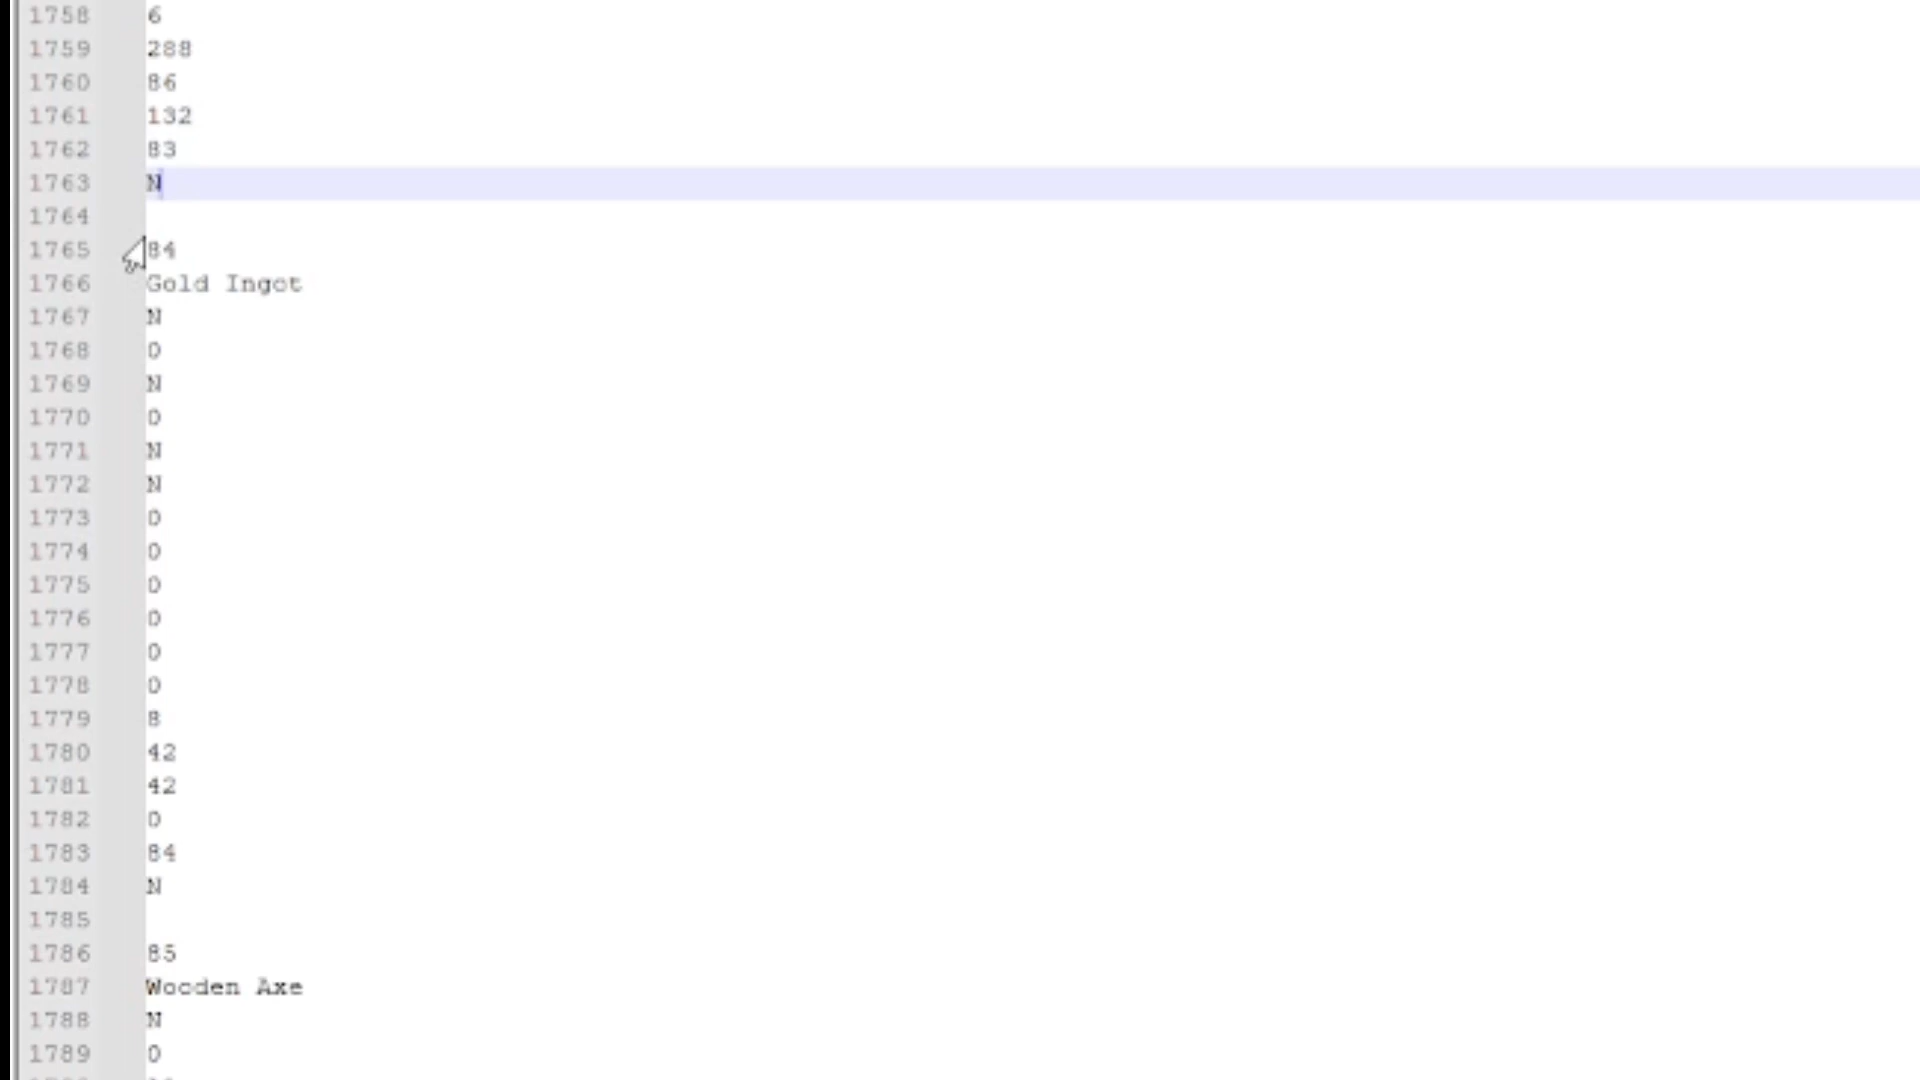 1758 6
1759 288
1760 86
1761 132
1762 83
1763 N
1764
1765 84
1766 Gold Ingot
1767 N
1768 0
1769 N
1770 0
1771 N
1772 N
1773 0
1774 0
1775 0
1776 0
1777 0
1778 0
1779 8
1780 42
1781 42
1782 0
1783 84
1784 N
1785
1786 85
1787 Wooden Axe
1788 N
1789 0